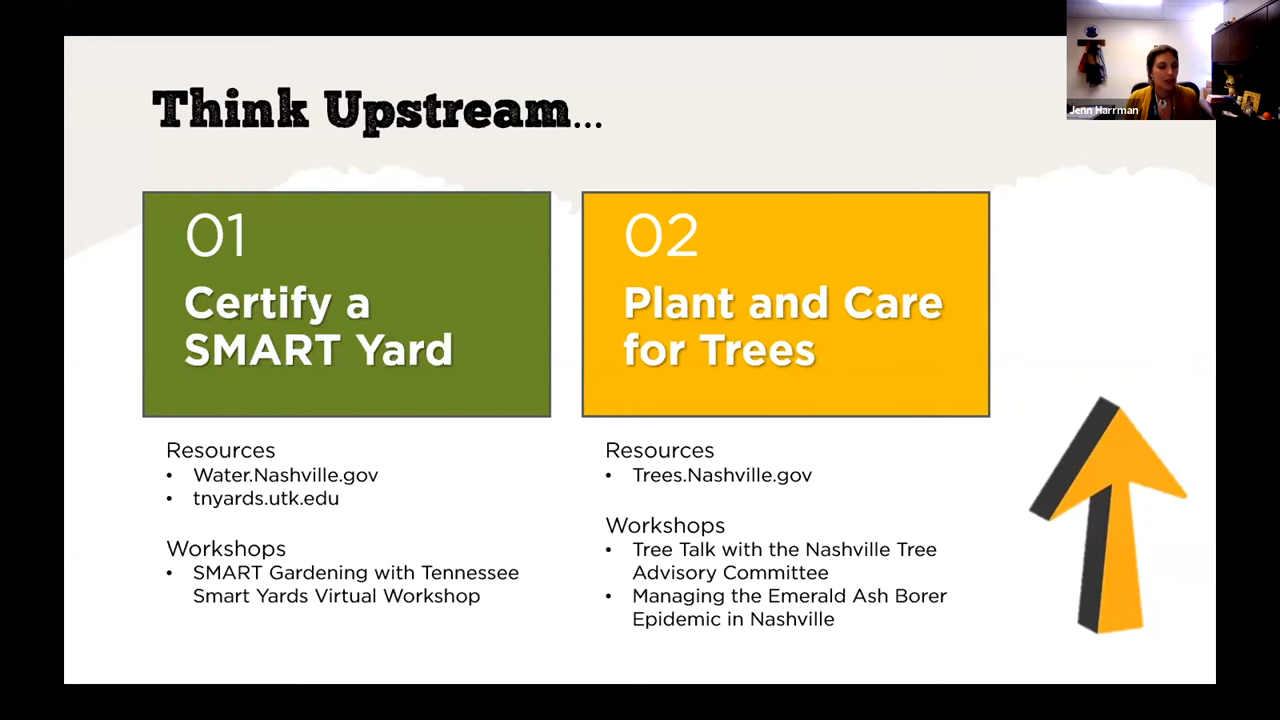 Think Upstream...
Jenn Harrman
01
Certify a
SMART Yard
Resources
• Water.Nashville.gov
• tnyards.utk.edu
Workshops
• SMART Gardening with Tennessee
Smart Yards Virtual Workshop
02
Plant and Care
for Trees
Resources
• Trees.Nashville.gov
Workshops
• Tree Talk with the Nashville Tree
Advisory Committee
• Managing the Emerald Ash Borer
Epidemic in Nashville